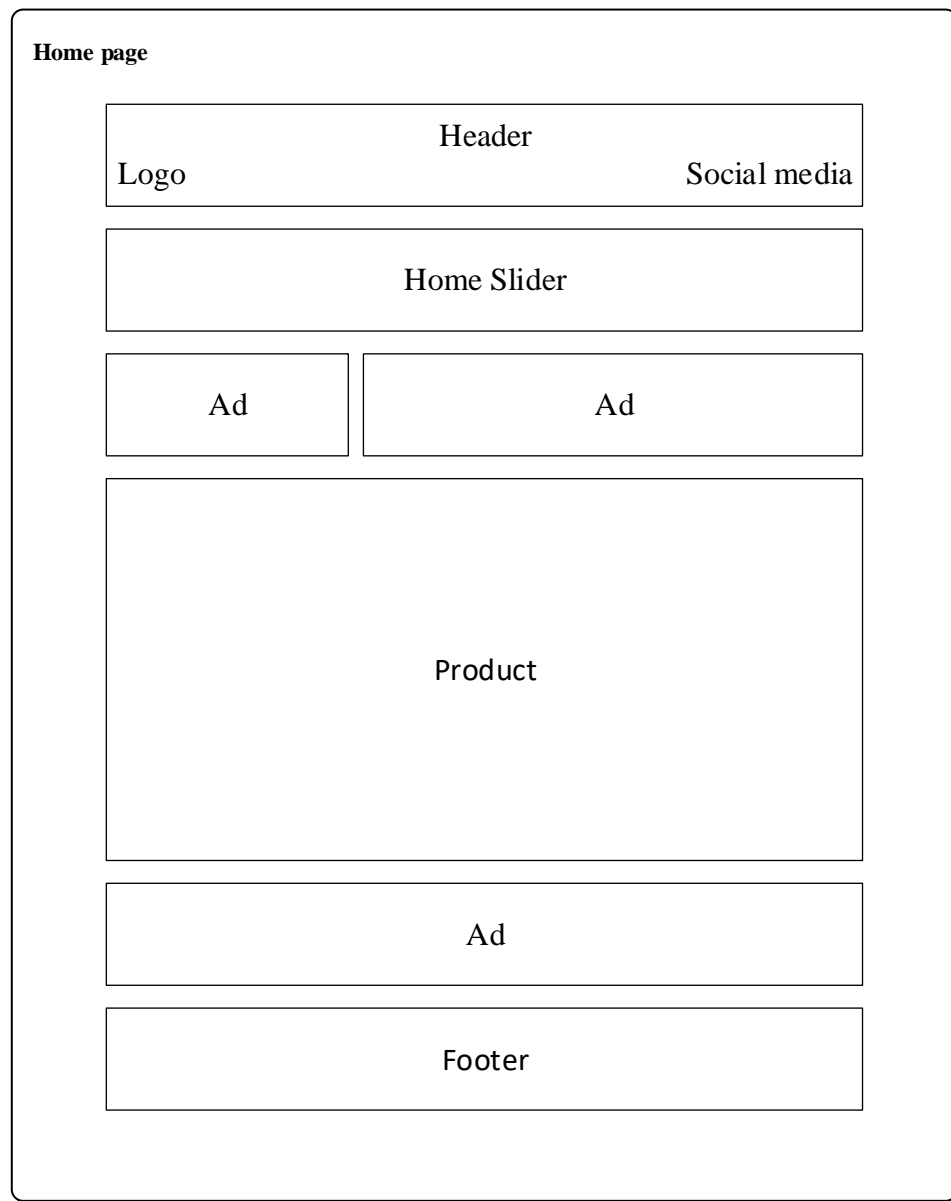 Home page
Header
Logo Social media
Home Slider
Ad Ad
Product
Ad
Footer